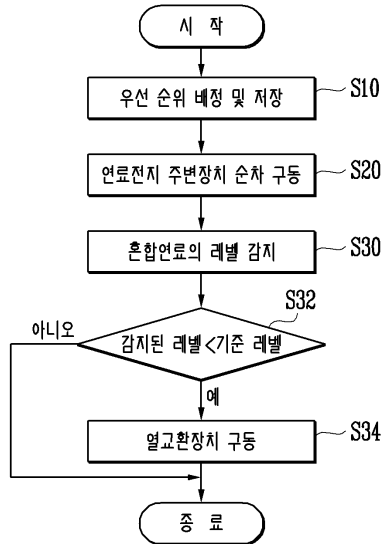 시 작
우선 순위 배정 및 저장
S10
연료전지 주변장치 순차 구동
S20
혼합연료의 레벨 감지
S30
S32
아니오
감지된 레벨<기준 레벨
예
열교환장치 구동
S34
종 료